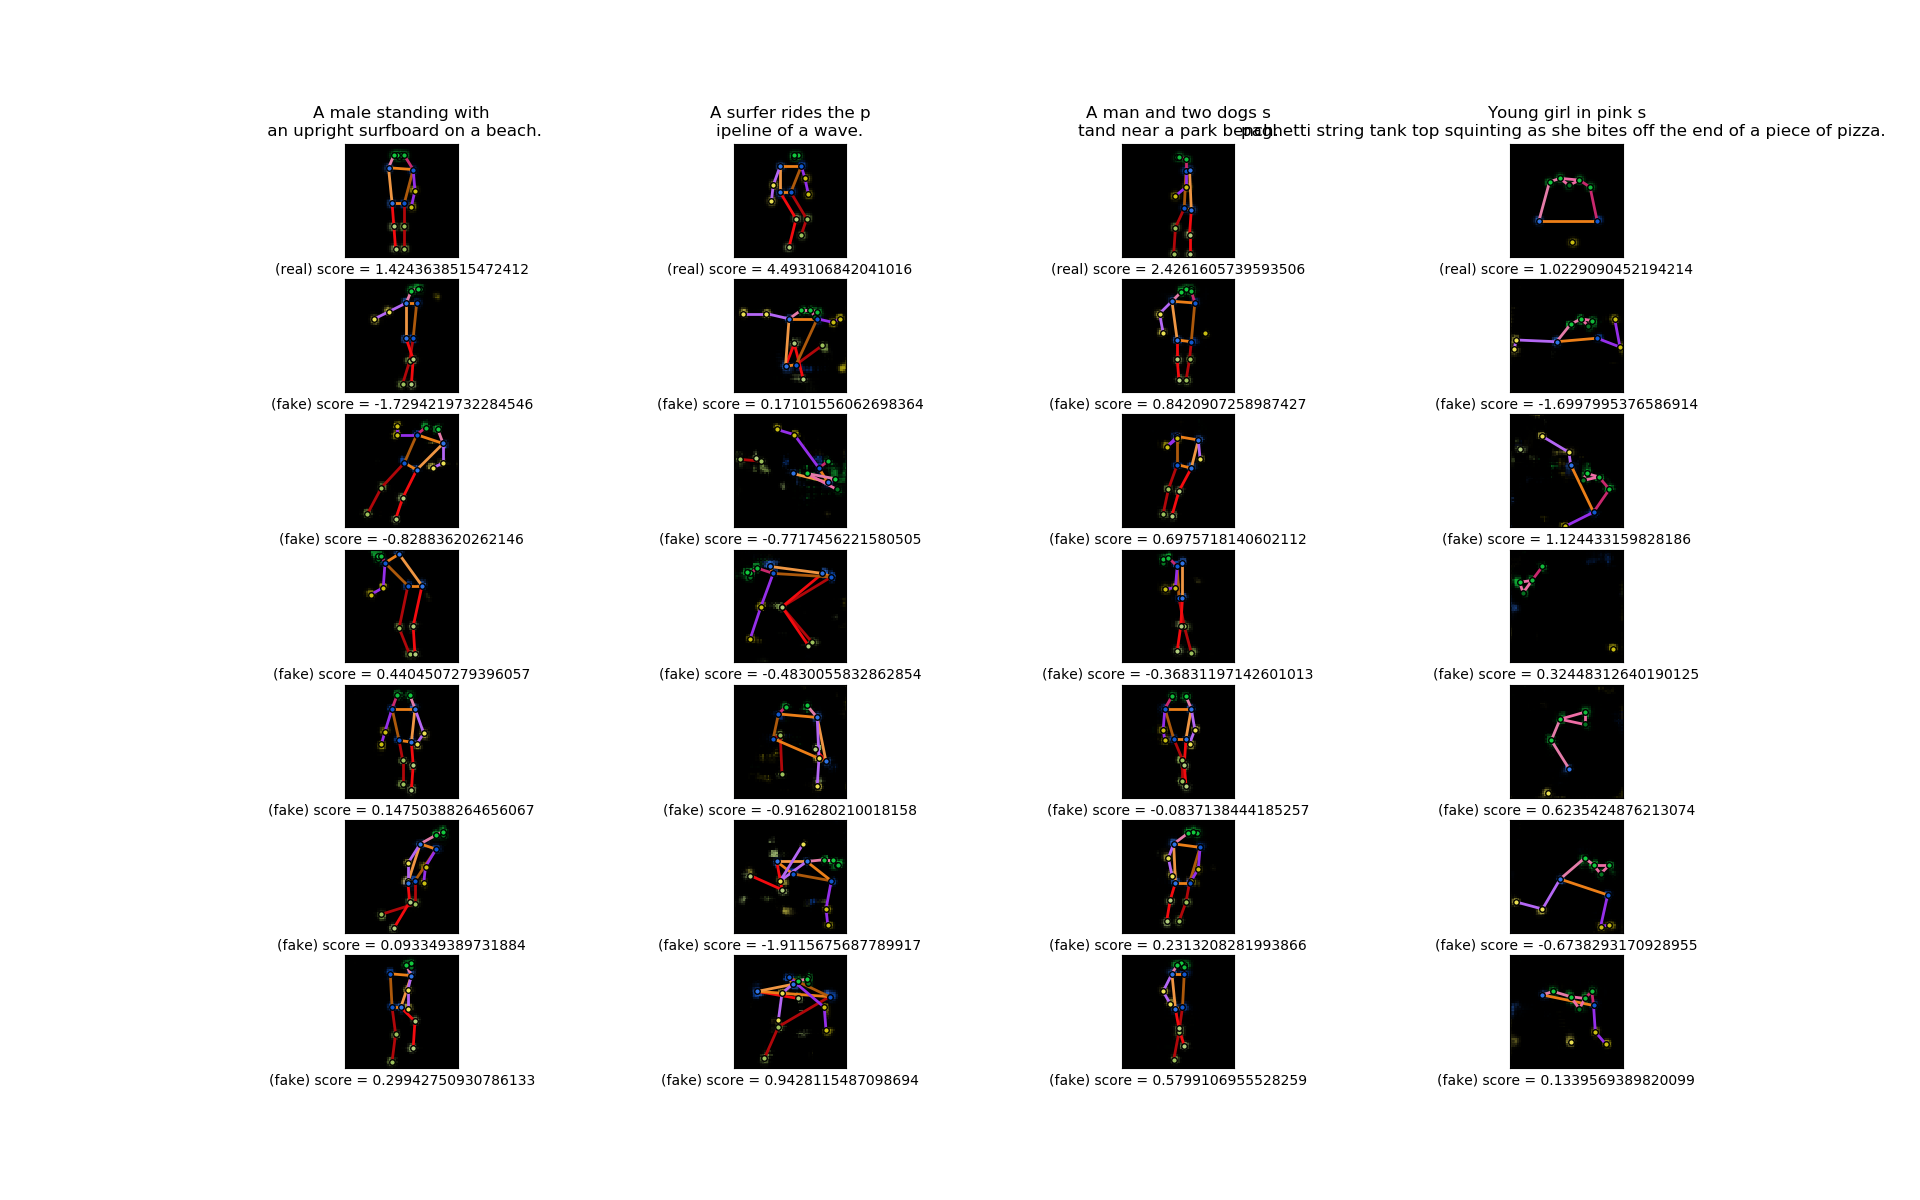 A male standing with
an upright surfboard on a beach.
A surfer rides the p
ipeline of a wave.
A man and two dogs s
tand near a park bench.
Young girl in pink s
paghetti string tank top squinting as she bites off the end of a piece of pizza.
(real) score = 1.4243638515472412
(real) score = 4.493106842041016
(real) score = 2.4261605739593506
(real) score = 1.0229090452194214
(fake) score = -1.7294219732284546
(fake) score = 0.17101556062698364
(fake) score = 0.8420907258987427
(fake) score = -1.6997995376586914
(fake) score = -0.82883620262146
(fake) score = -0.7717456221580505
(fake) score = 0.6975718140602112
(fake) score = 1.124433159828186
(fake) score = 0.4404507279396057
(fake) score = -0.4830055832862854
(fake) score = -0.36831197142601013
(fake) score = 0.32448312640190125
(fake) score = 0.14750388264656067
(fake) score = -0.916280210018158
(fake) score = -0.0837138444185257
(fake) score = 0.6235424876213074
(fake) score = 0.093349389731884
(fake) score = -1.9115675687789917
(fake) score = 0.2313208281993866
(fake) score = -0.6738293170928955
(fake) score = 0.29942750930786133
(fake) score = 0.9428115487098694
(fake) score = 0.5799106955528259
(fake) score = 0.1339569389820099